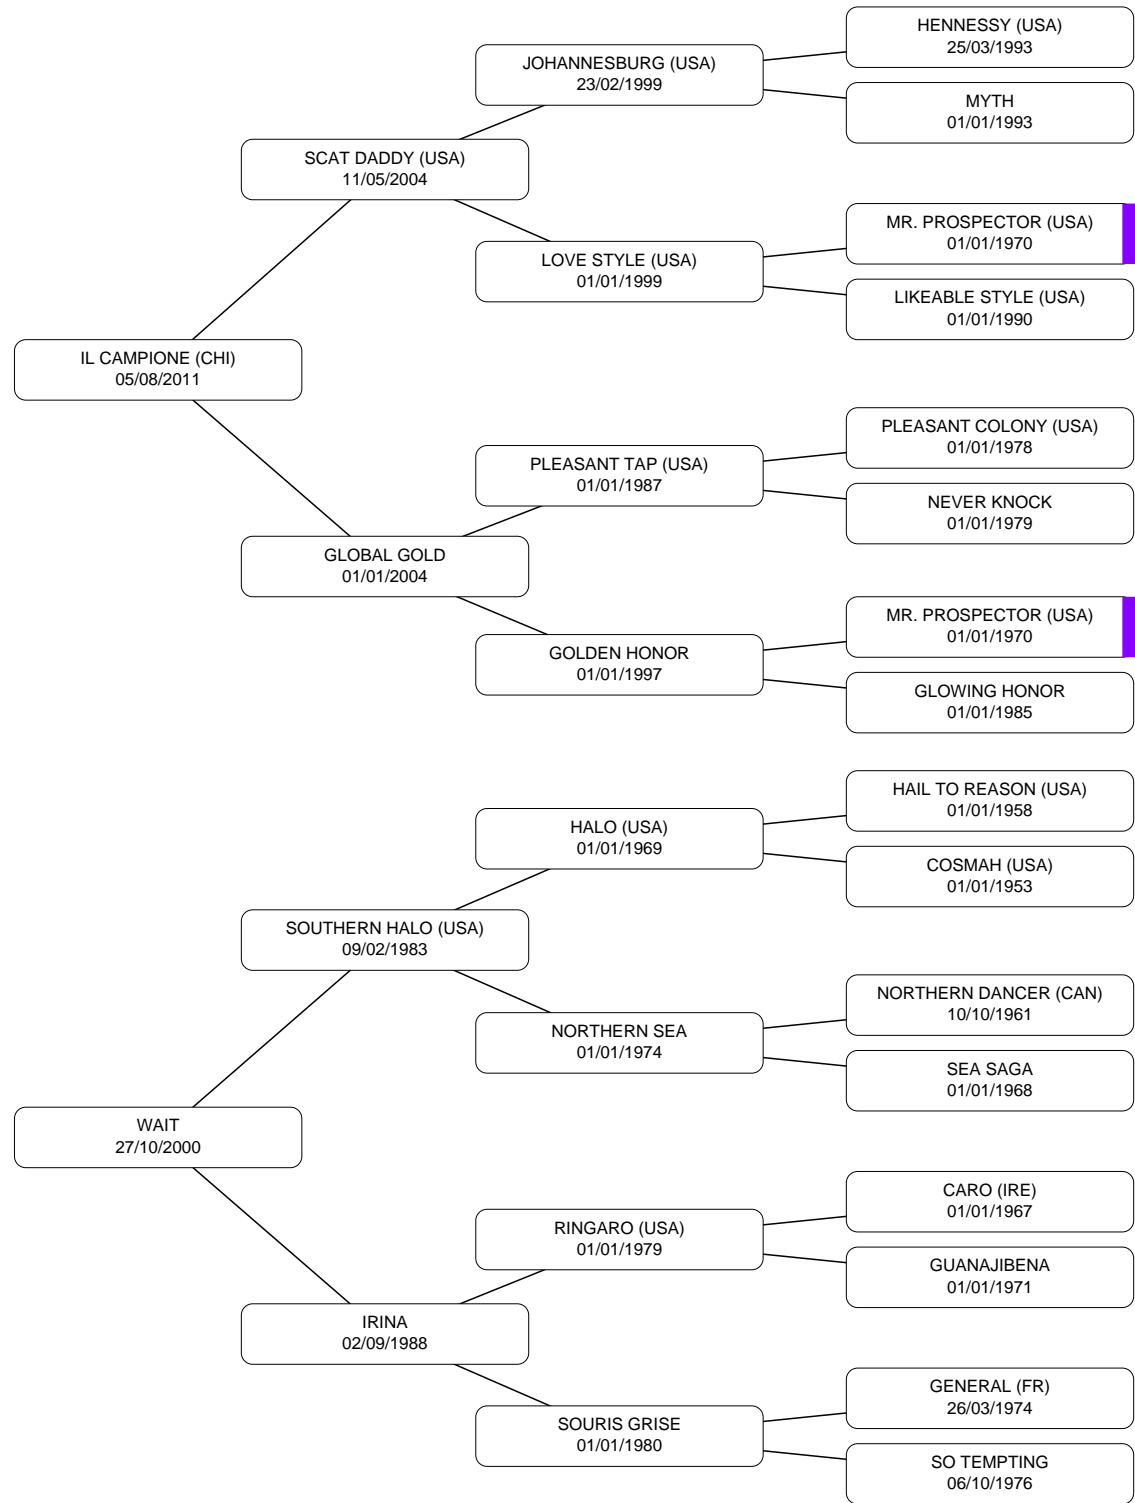 HENNESSY (USA)
25/03/1993
JOHANNESBURG (USA)
23/02/1999
MYTH
01/01/1993
SCAT DADDY (USA)
11/05/2004
MR. PROSPECTOR (USA)
01/01/1970
LOVE STYLE (USA)
01/01/1999
LIKEABLE STYLE (USA)
01/01/1990
IL CAMPIONE (CHI)
05/08/2011
PLEASANT COLONY (USA)
01/01/1978
PLEASANT TAP (USA)
01/01/1987
NEVER KNOCK
01/01/1979
GLOBAL GOLD
01/01/2004
MR. PROSPECTOR (USA)
01/01/1970
GOLDEN HONOR
01/01/1997
GLOWING HONOR
01/01/1985
HAIL TO REASON (USA)
01/01/1958
HALO (USA)
01/01/1969
COSMAH (USA)
01/01/1953
SOUTHERN HALO (USA)
09/02/1983
NORTHERN DANCER (CAN)
10/10/1961
NORTHERN SEA
01/01/1974
SEA SAGA
01/01/1968
WAIT
27/10/2000
CARO (IRE)
01/01/1967
RINGARO (USA)
01/01/1979
GUANAJIBENA
01/01/1971
IRINA
02/09/1988
GENERAL (FR)
26/03/1974
SOURIS GRISE
01/01/1980
SO TEMPTING
06/10/1976